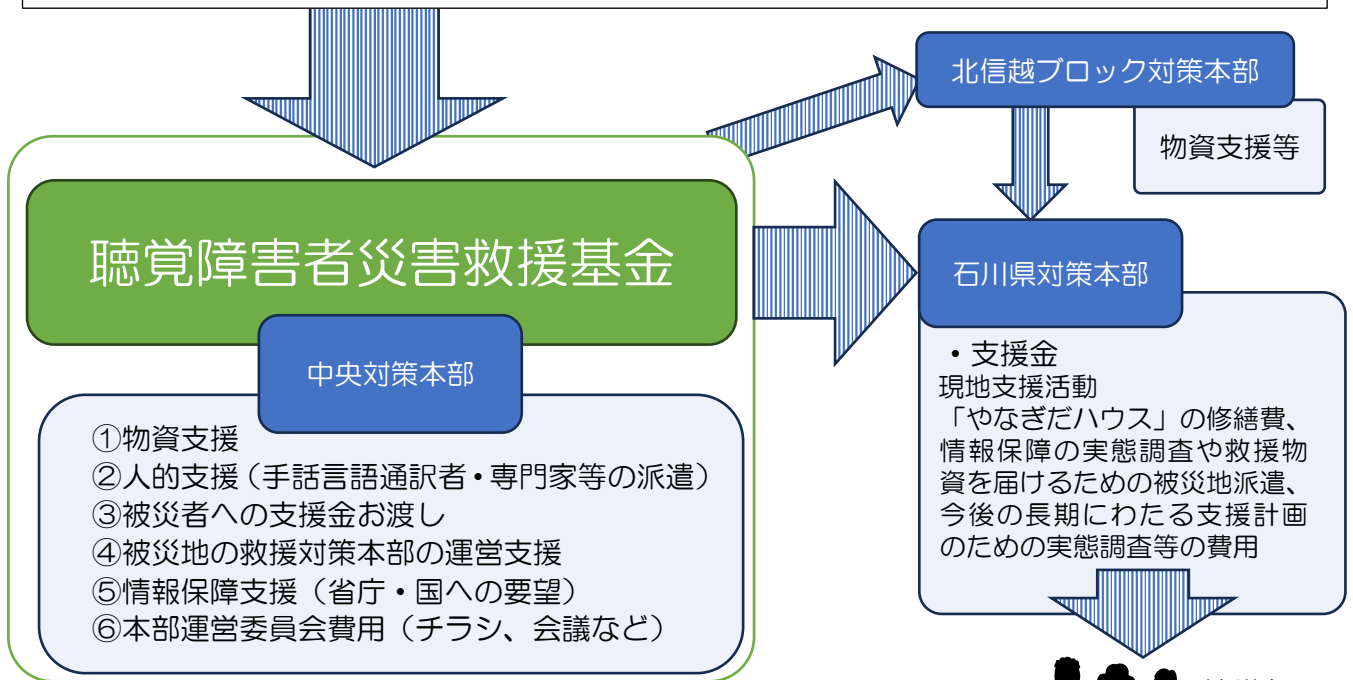 北信越ブロック対策本部
物資支援等
聴覚障害者災害救援基金
石川県対策本部
中央対策本部
・支援金
現地支援活動
「やなぎだハウス」の修繕費、
情報保障の実態調査や救援物
資を届けるための被災地派遣、
今後の長期にわたる支援計画
のための実態調査等の費用
①物資支援
②人的支援（手話言語通訳者・専門家等の派遣）
③被災者への支援金お渡し
④被災地の救援対策本部の運営支援
⑤情報保障支援（省庁・国への要望）
⑥本部運営委員会費用（チラシ、会議など）